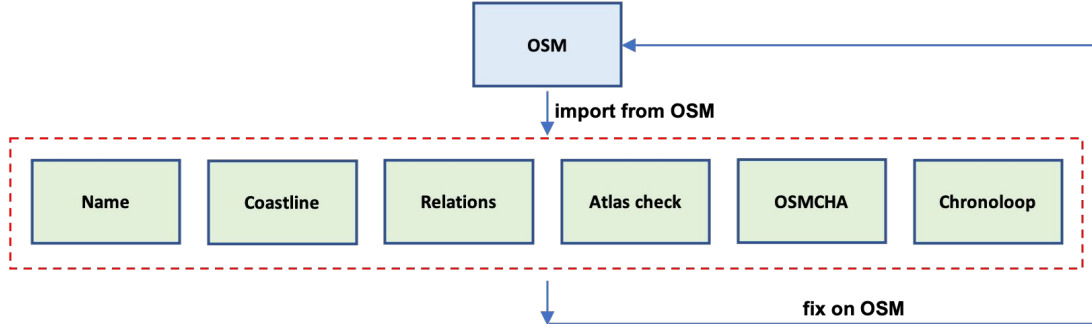 OSM
import from OSM
Name
Coastline
Relations
Atlas check
OSMCHA
Chronoloop
fix on OSM